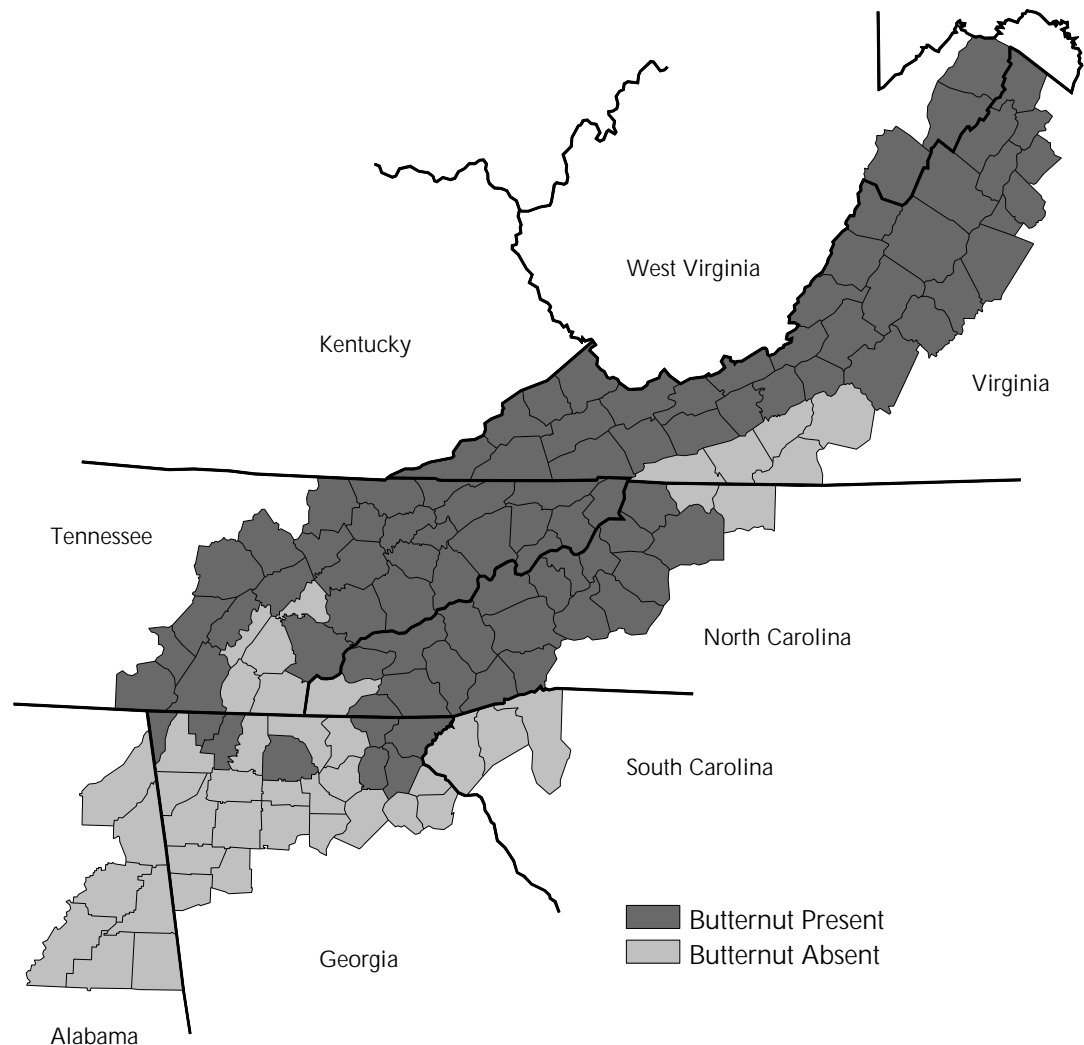 West Virginia
Kentucky
Virginia
Tennessee
North Carolina
South Carolina
Butternut Present
Butternut Absent
Georgia
Alabama